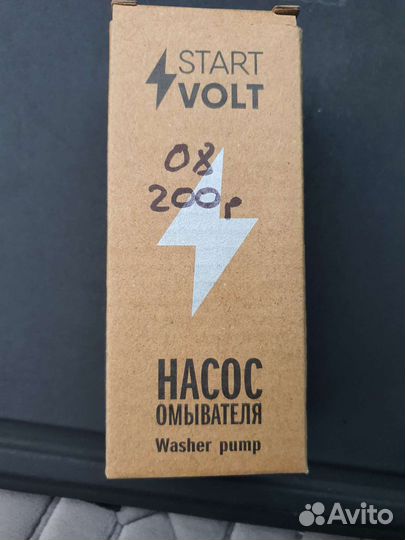 START
VOLT
08
200р
НАСОС
ОМЫВАТЕЛЯ
Washer pump
Avito